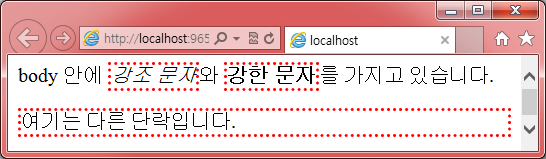 http://localhost:965
localhost
body 안에 강조 문자와 강한 문자를 가지고 있습니다.
여기는 다른 단락입니다.